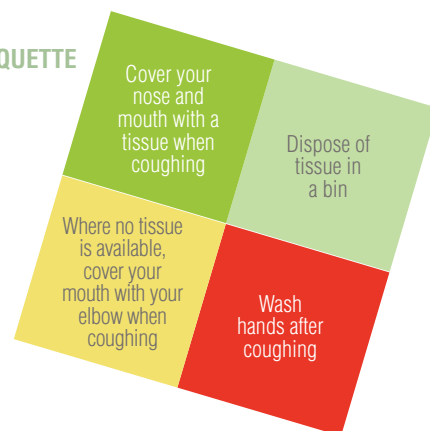 QUETTE
Cover your
nose and
mouth with a
tissue when
coughing
Dispose of
tissue in
a bin
Where no tissue
is available,
cover your
mouth with your
elbow when
coughing
Wash
hands after
coughing